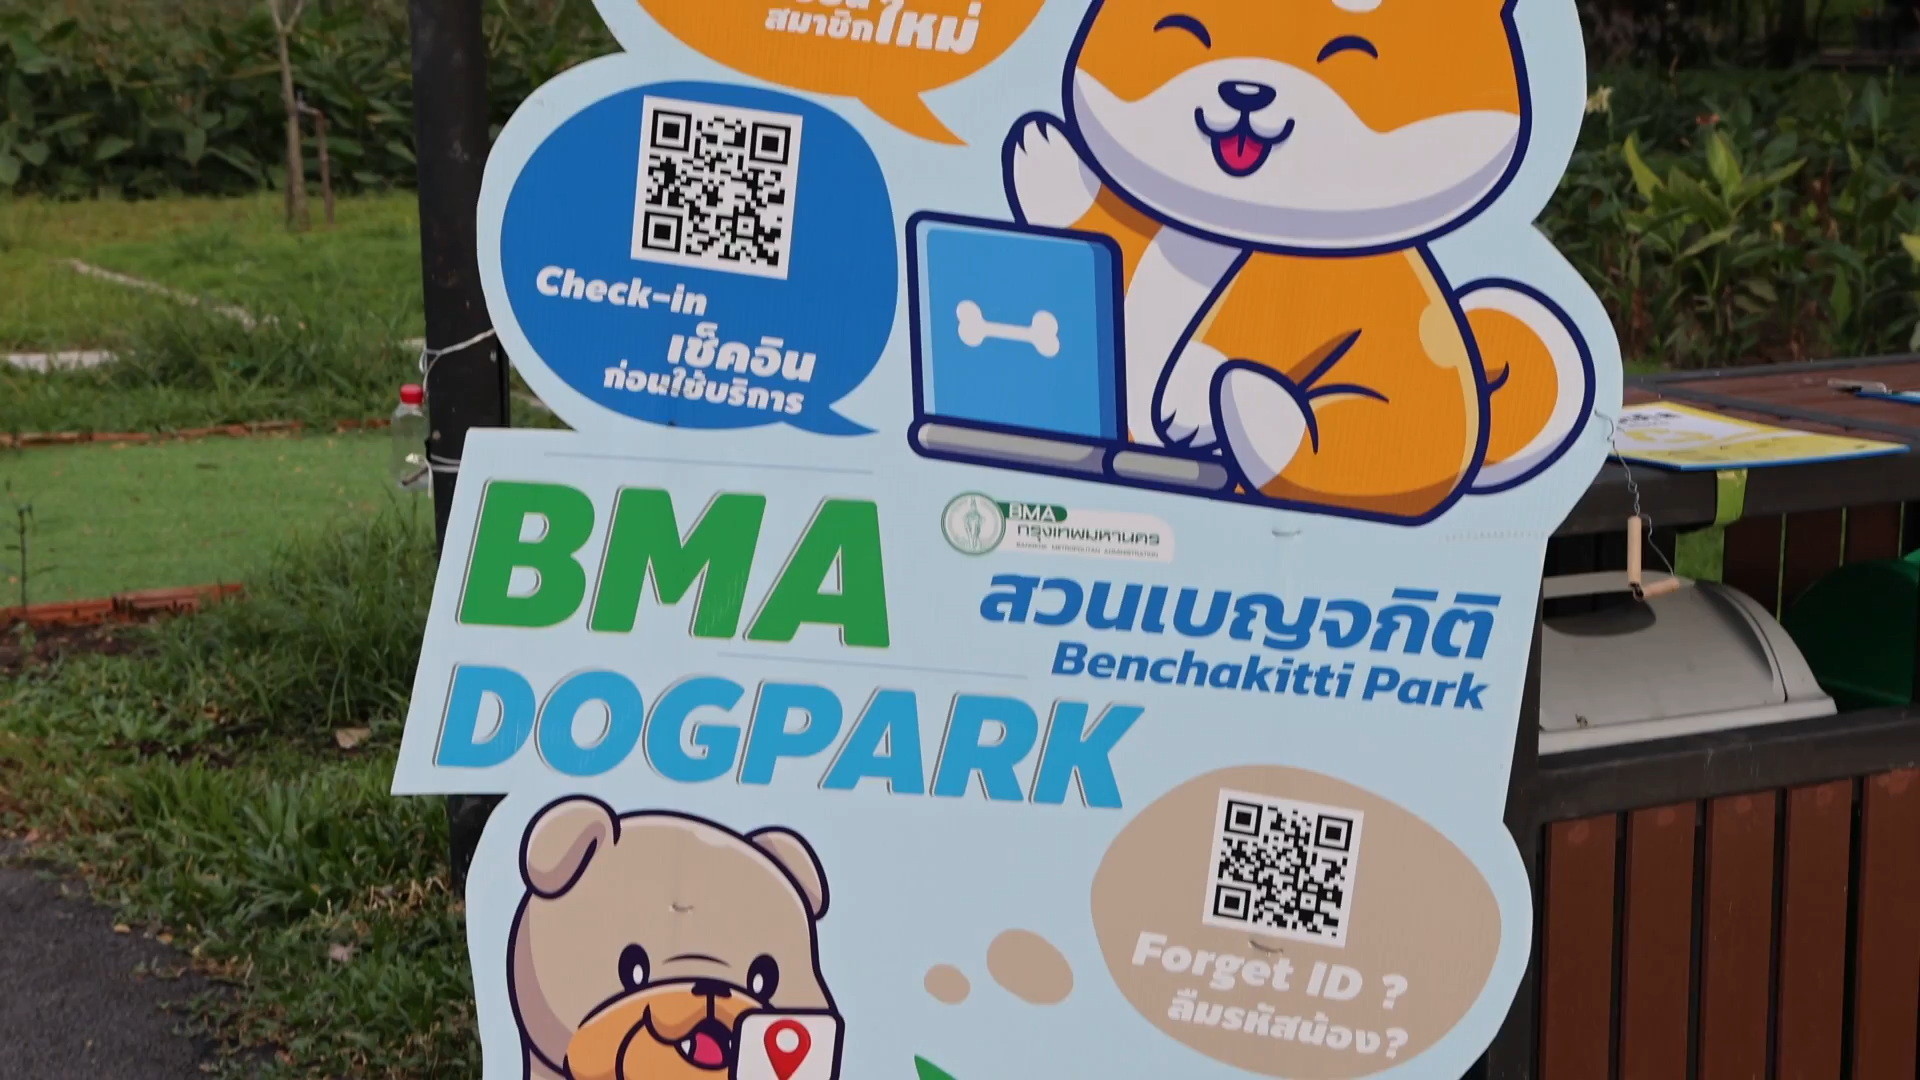 สมาชิกใหม่
Check-in
เช็คอิน
ก่อนใช้บริการ
BMA
DOGPARK
BMA
กรุงเทพมหานคร
BANGKOK METROPOLITAN ADMINISTRATION
สวนเบญจกิติ
Benchakitti Park
Forget ID ?
ลืมรหัสน้อง?